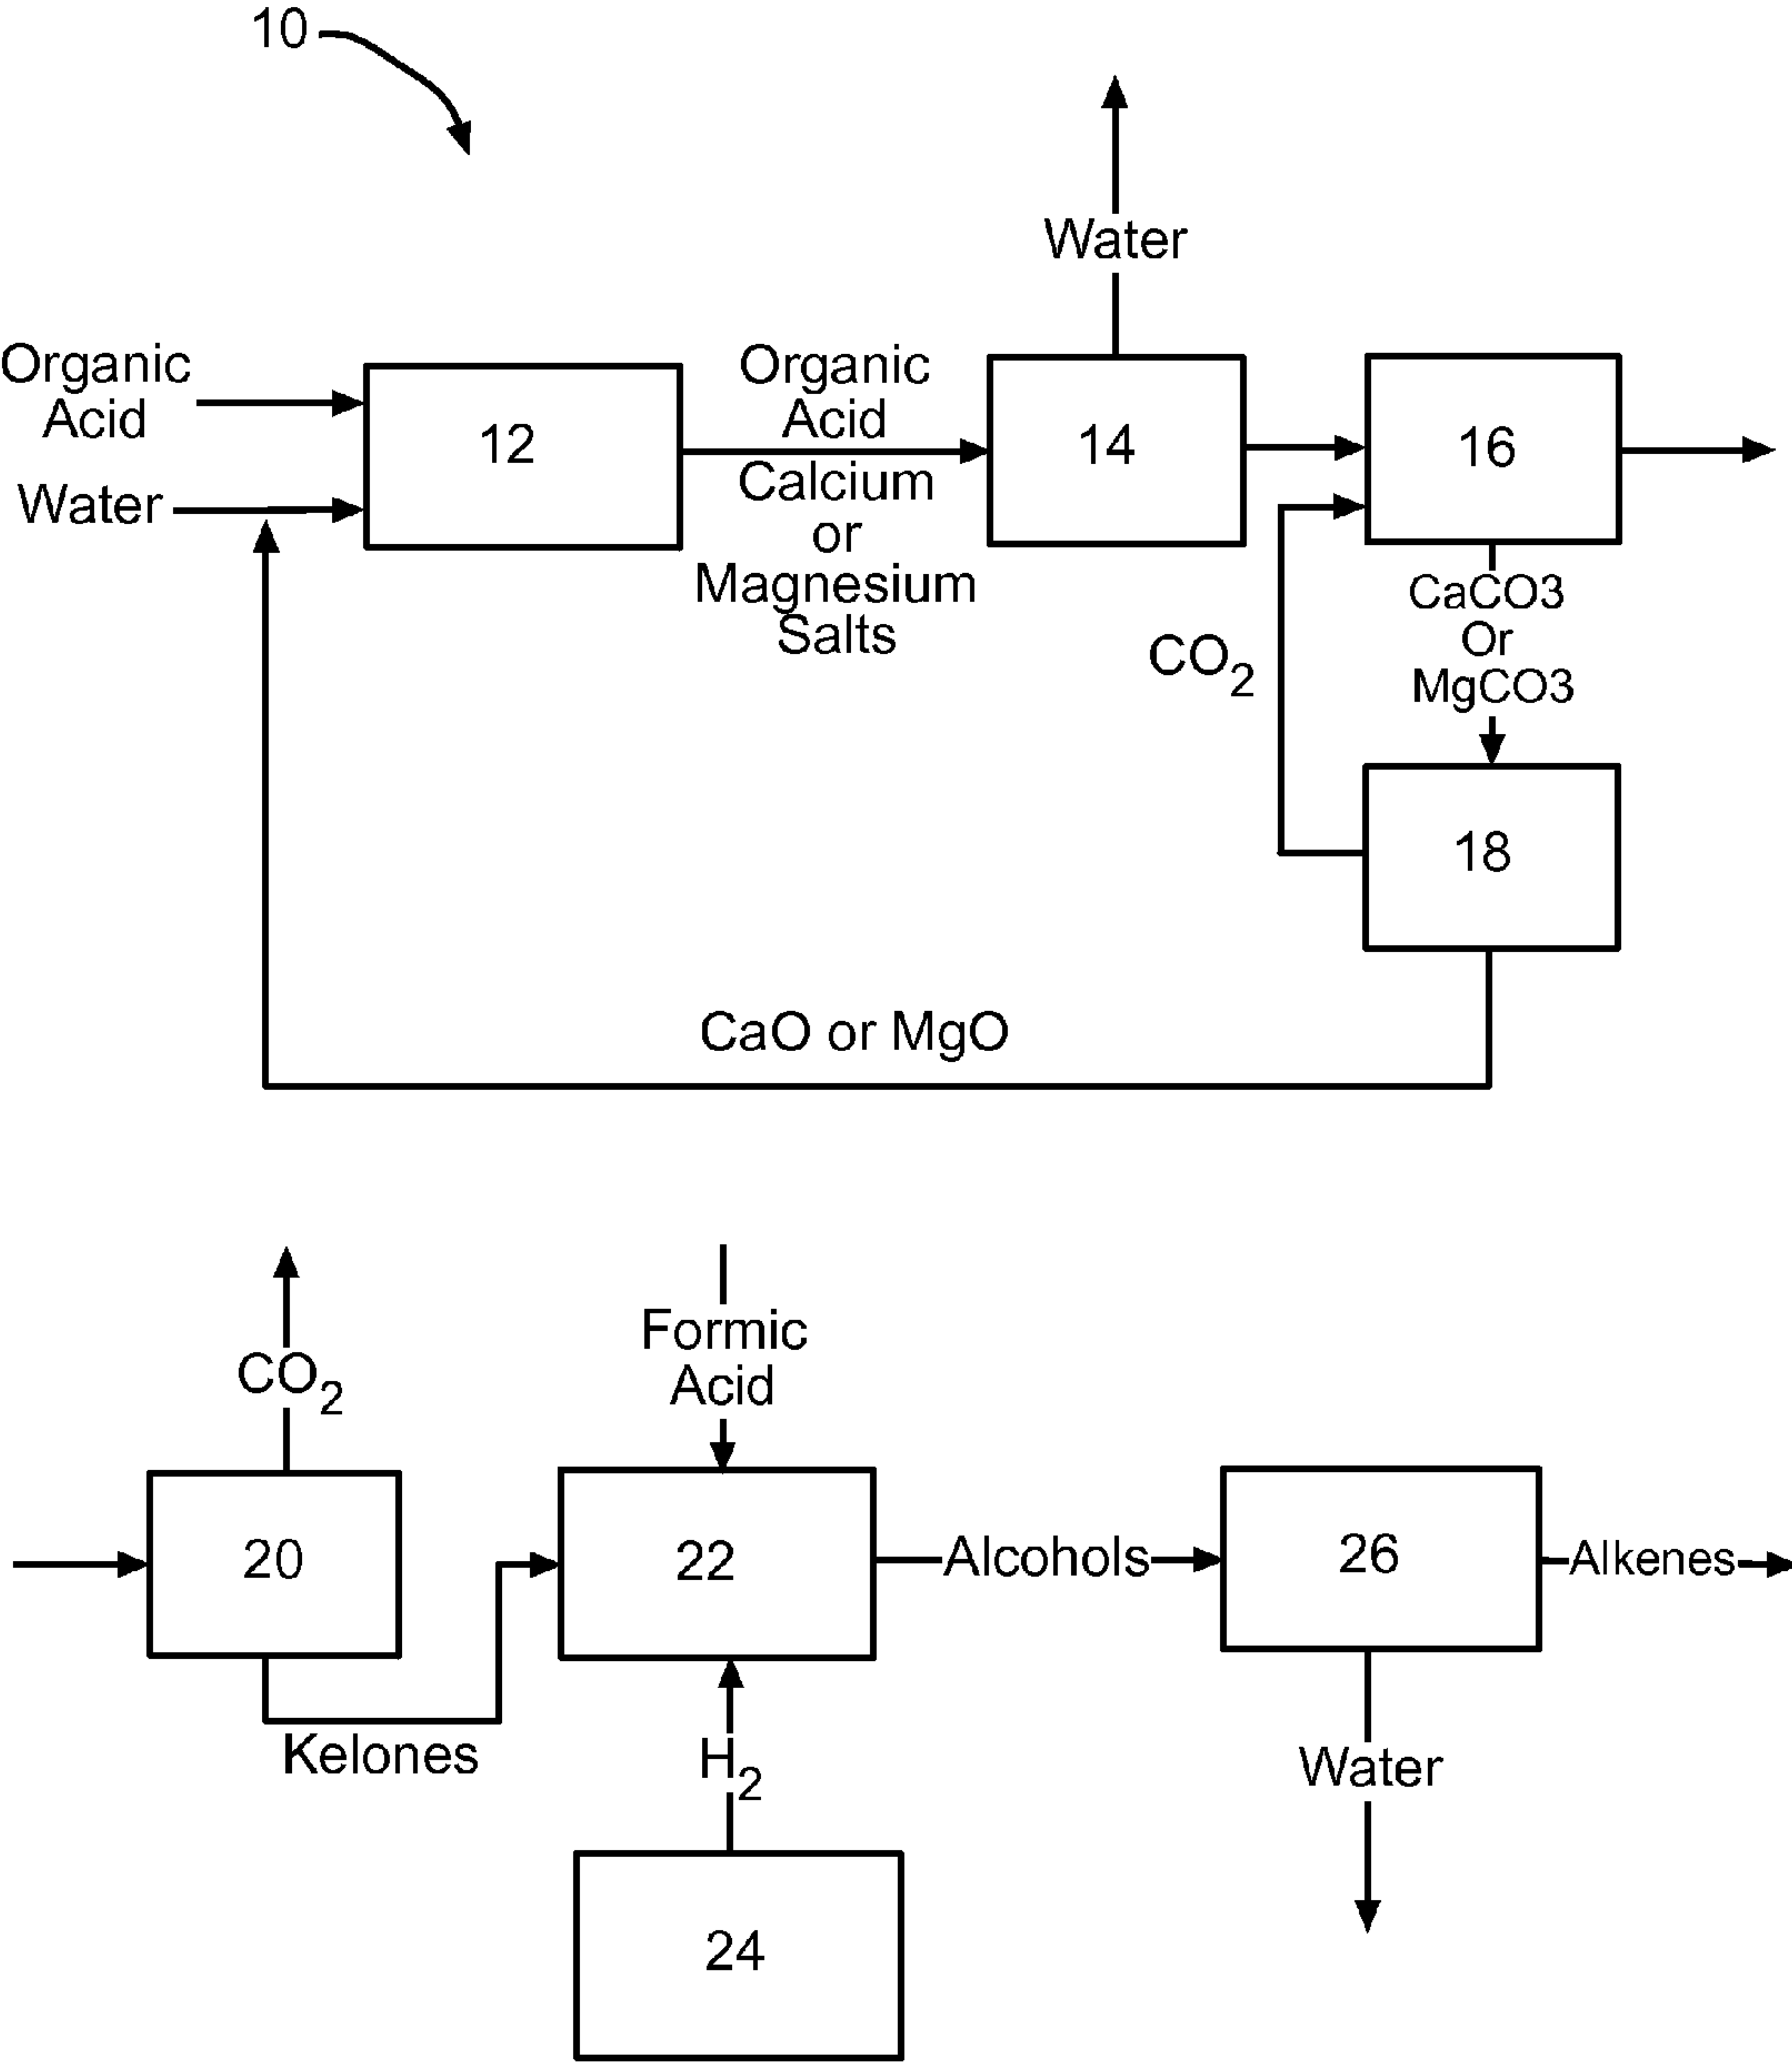 10
Water
Organic
Acid
Water
12
Organic
Acid
Calcium
or
Magnesium
Salts
14
16
CaCO3
Or
MgCO3
CO2
18
CaO or MgO
CO2
Formic
Acid
20
22
Alcohols
26
Alkenes
Kelones
H2
Water
24